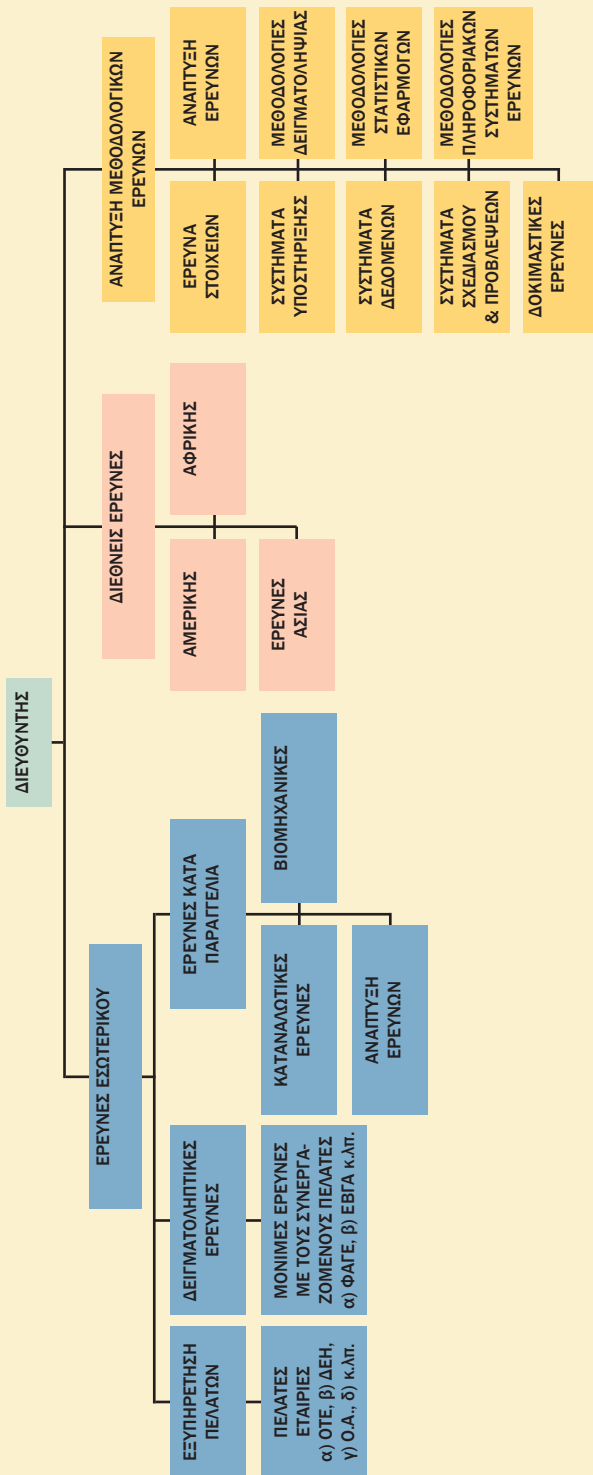 ΔΙΕΥΘΥΝΤΗΣ
ΕΡΕΥΝΕΣ ΕΣΩΤΕΡΙΚΟΥ
ΕΞΥΠΗΡΕΤΗΣΗ
ΠΕΛΑΤΩΝ
ΠΕΛΑΤΕΣ
ΕΤΑΙΡΙΕΣ
α) ΟΤΕ, β) ΔΕΗ,
γ) Ο.Α., δ) κ.λπ.
ΔΕΙΓΜΑΤΟΛΗΠΤΙΚΕΣ
ΕΡΕΥΝΕΣ
ΜΟΝΙΜΕΣ ΕΡΕΥΝΕΣ
ΜΕ ΤΟΥΣ ΣΥΝΕΡΓΑ-
ΖΟΜΕΝΟΥΣ ΠΕΛΑΤΕΣ
α) ΦΑΓΕ, β) ΕΒΓΑ κ.λπ.
ΕΡΕΥΝΕΣ ΚΑΤΑ
ΠΑΡΑΓΓΕΛΙΑ
ΚΑΤΑΝΑΛΩΤΙΚΕΣ
ΕΡΕΥΝΕΣ
ΒΙΟΜΗΧΑΝΙΚΕΣ
ΑΝΑΠΤΥΞΗ
ΕΡΕΥΝΩΝ
ΔΙΕΘΝΕΙΣ ΕΡΕΥΝΕΣ
ΑΜΕΡΙΚΗΣ
ΑΦΡΙΚΗΣ
ΕΡΕΥΝΕΣ
ΑΣΙΑΣ
ΑΝΑΠΤΥΞΗ ΜΕΘΟΔΟΛΟΓΙΚΩΝ
ΕΡΕΥΝΩΝ
ΕΡΕΥΝΑ
ΣΤΟΙΧΕΙΩΝ
ΑΝΑΠΤΥΞΗ
ΕΡΕΥΝΩΝ
ΣΥΣΤΗΜΑΤΑ
ΥΠΟΣΤΗΡΙΞΗΣ
ΜΕΘΟΔΟΛΟΓΙΕΣ
ΔΕΙΓΜΑΤΟΛΗΨΙΑΣ
ΣΥΣΤΗΜΑΤΑ
ΔΕΔΟΜΕΝΩΝ
ΜΕΘΟΔΟΛΟΓΙΕΣ
ΣΤΑΤΙΣΤΙΚΩΝ
ΕΦΑΡΜΟΓΩΝ
ΣΥΣΤΗΜΑΤΑ
ΣΧΕΔΙΑΣΜΟΥ
& ΠΡΟΒΛΕΨΕΩΝ
ΜΕΘΟΔΟΛΟΓΙΕΣ
ΠΛΗΡΟΦΟΡΙΑΚΩΝ
ΣΥΣΤΗΜΑΤΩΝ
ΕΡΕΥΝΩΝ
ΔΟΚΙΜΑΣΤΙΚΕΣ
ΕΡΕΥΝΕΣ